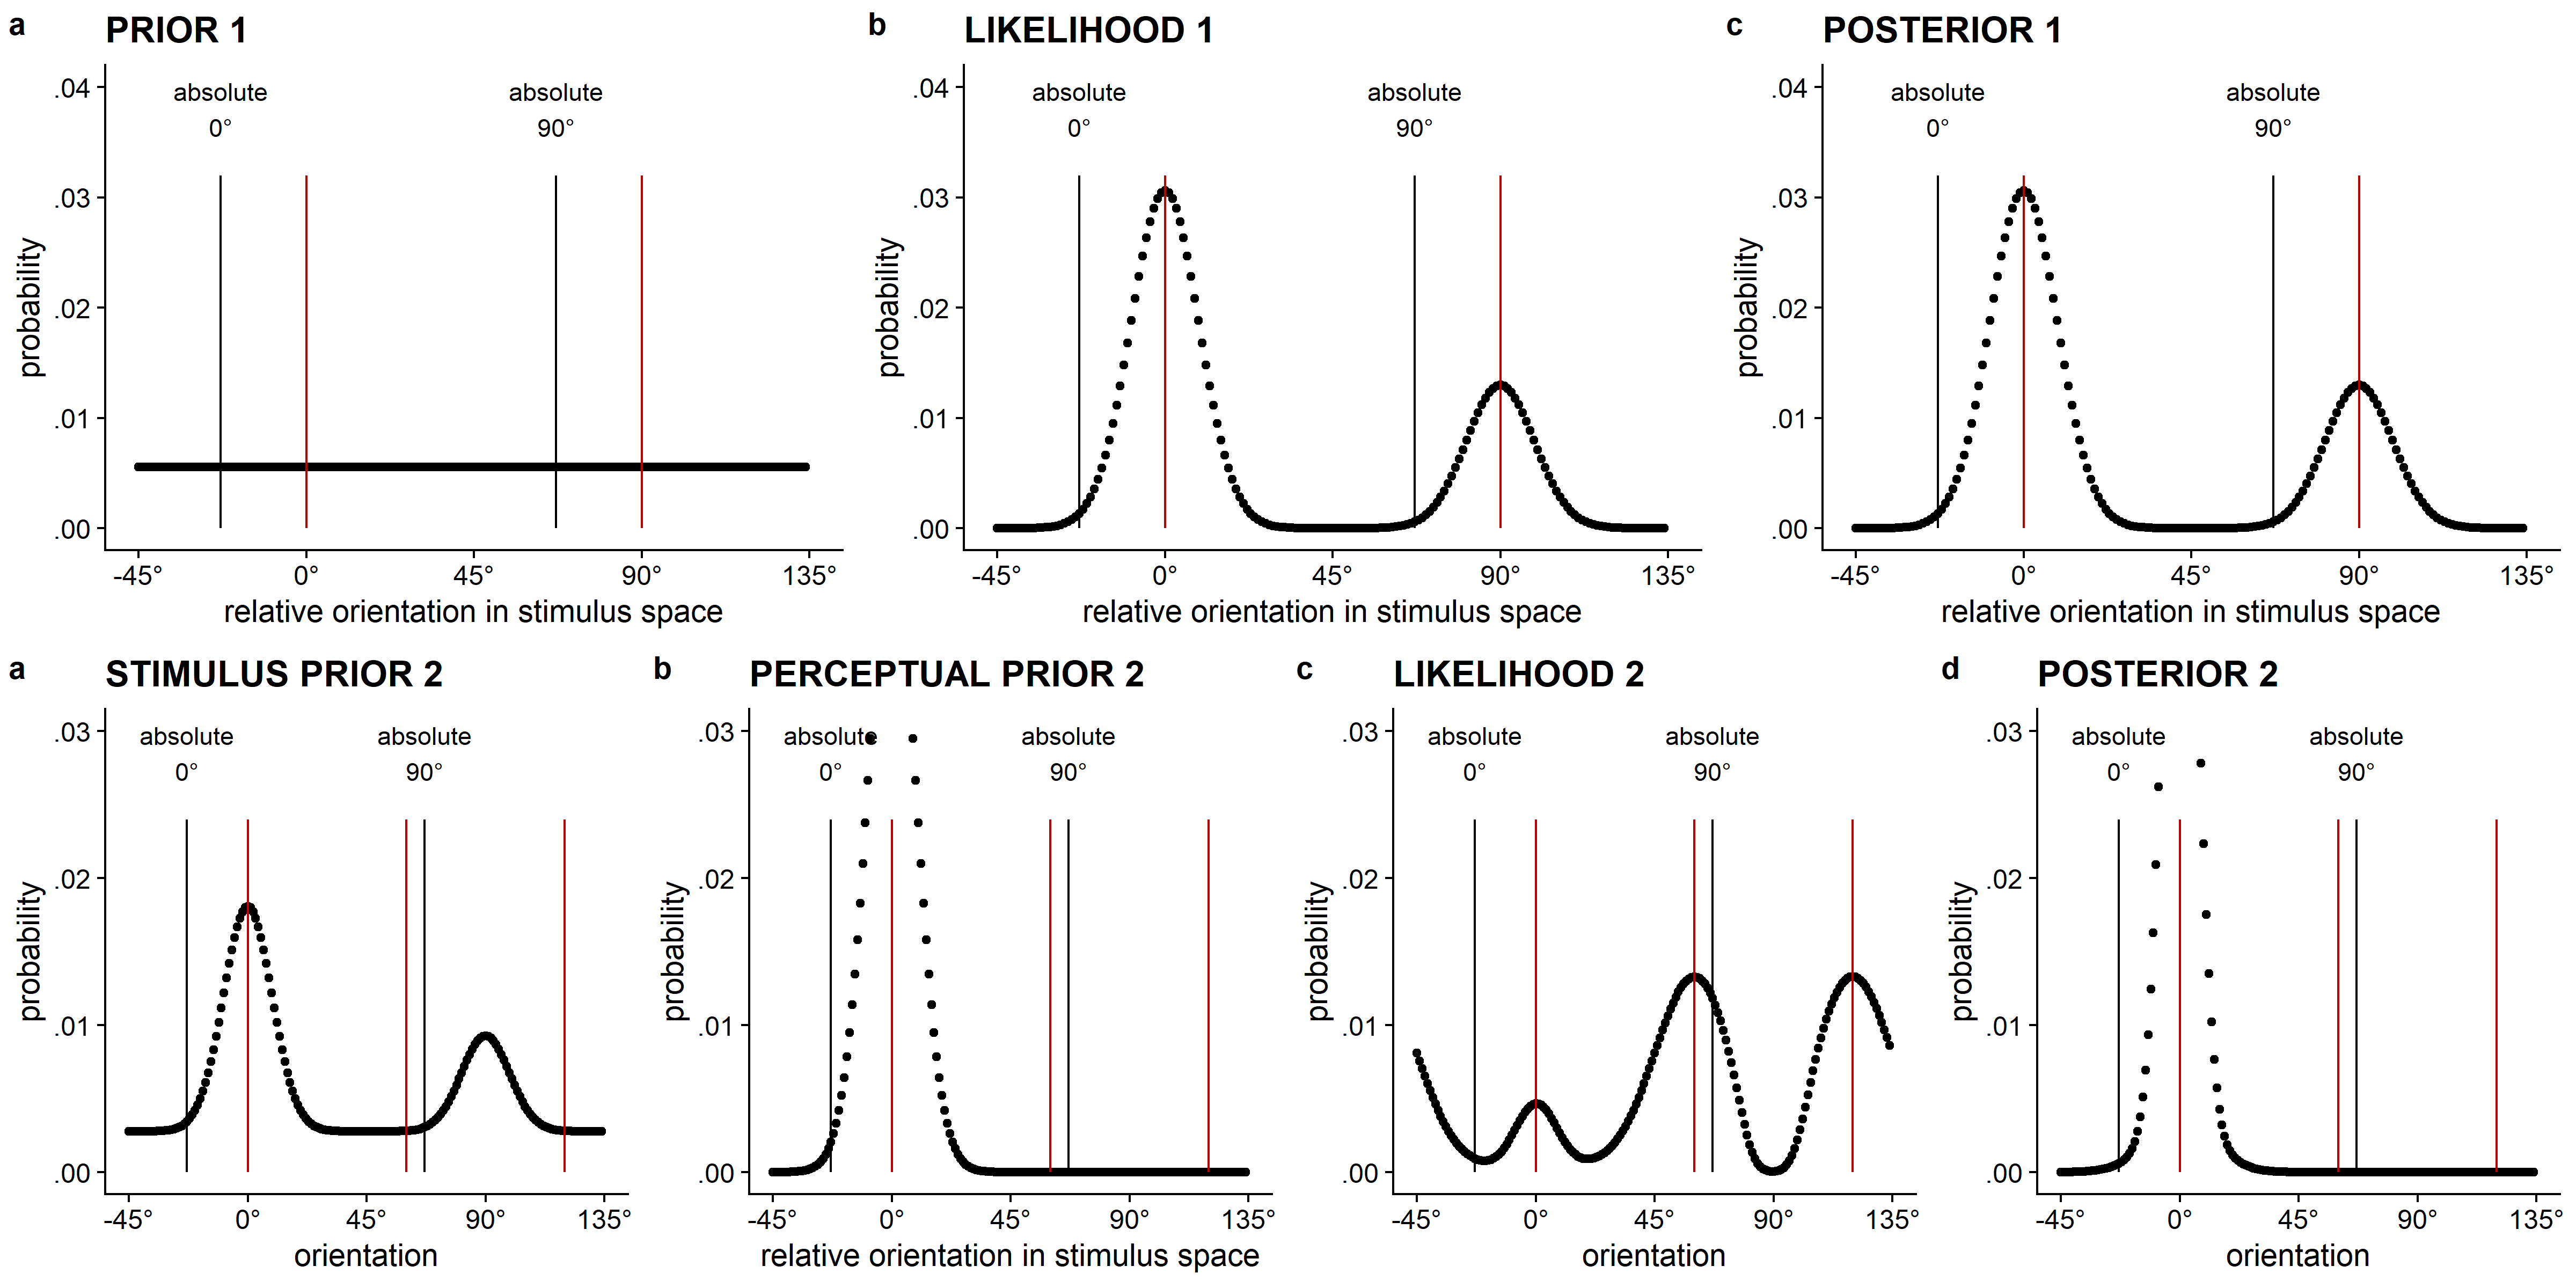 a PRIOR 1
absolute absolute
0° 90°
.04
.03
.02
.01
.00
probability
-45° 0° 45° 90° 135°
relative orientation in stimulus space
b LIKELIHOOD 1
absolute absolute
0° 90°
.04
.03
.02
.01
.00
probability
-45° 0° 45° 90° 135°
relative orientation in stimulus space
c POSTERIOR 1
absolute absolute
0° 90°
.04
.03
.02
.01
.00
probability
-45° 0° 45° 90° 135°
relative orientation in stimulus space
a STIMULUS PRIOR 2
absolute absolute
0° 90°
.03
.02
.01
.00
probability
-45° 0° 45° 90° 135°
orientation
b PERCEPTUAL PRIOR 2
absolute absolute
0° 90°
.03
.02
.01
.00
probability
-45° 0° 45° 90° 135°
relative orientation in stimulus space
c LIKELIHOOD 2
absolute absolute
0° 90°
.03
.02
.01
.00
probability
-45° 0° 45° 90° 135°
orientation
d POSTERIOR 2
absolute absolute
0° 90°
.03
.02
.01
.00
probability
-45° 0° 45° 90° 135°
orientation